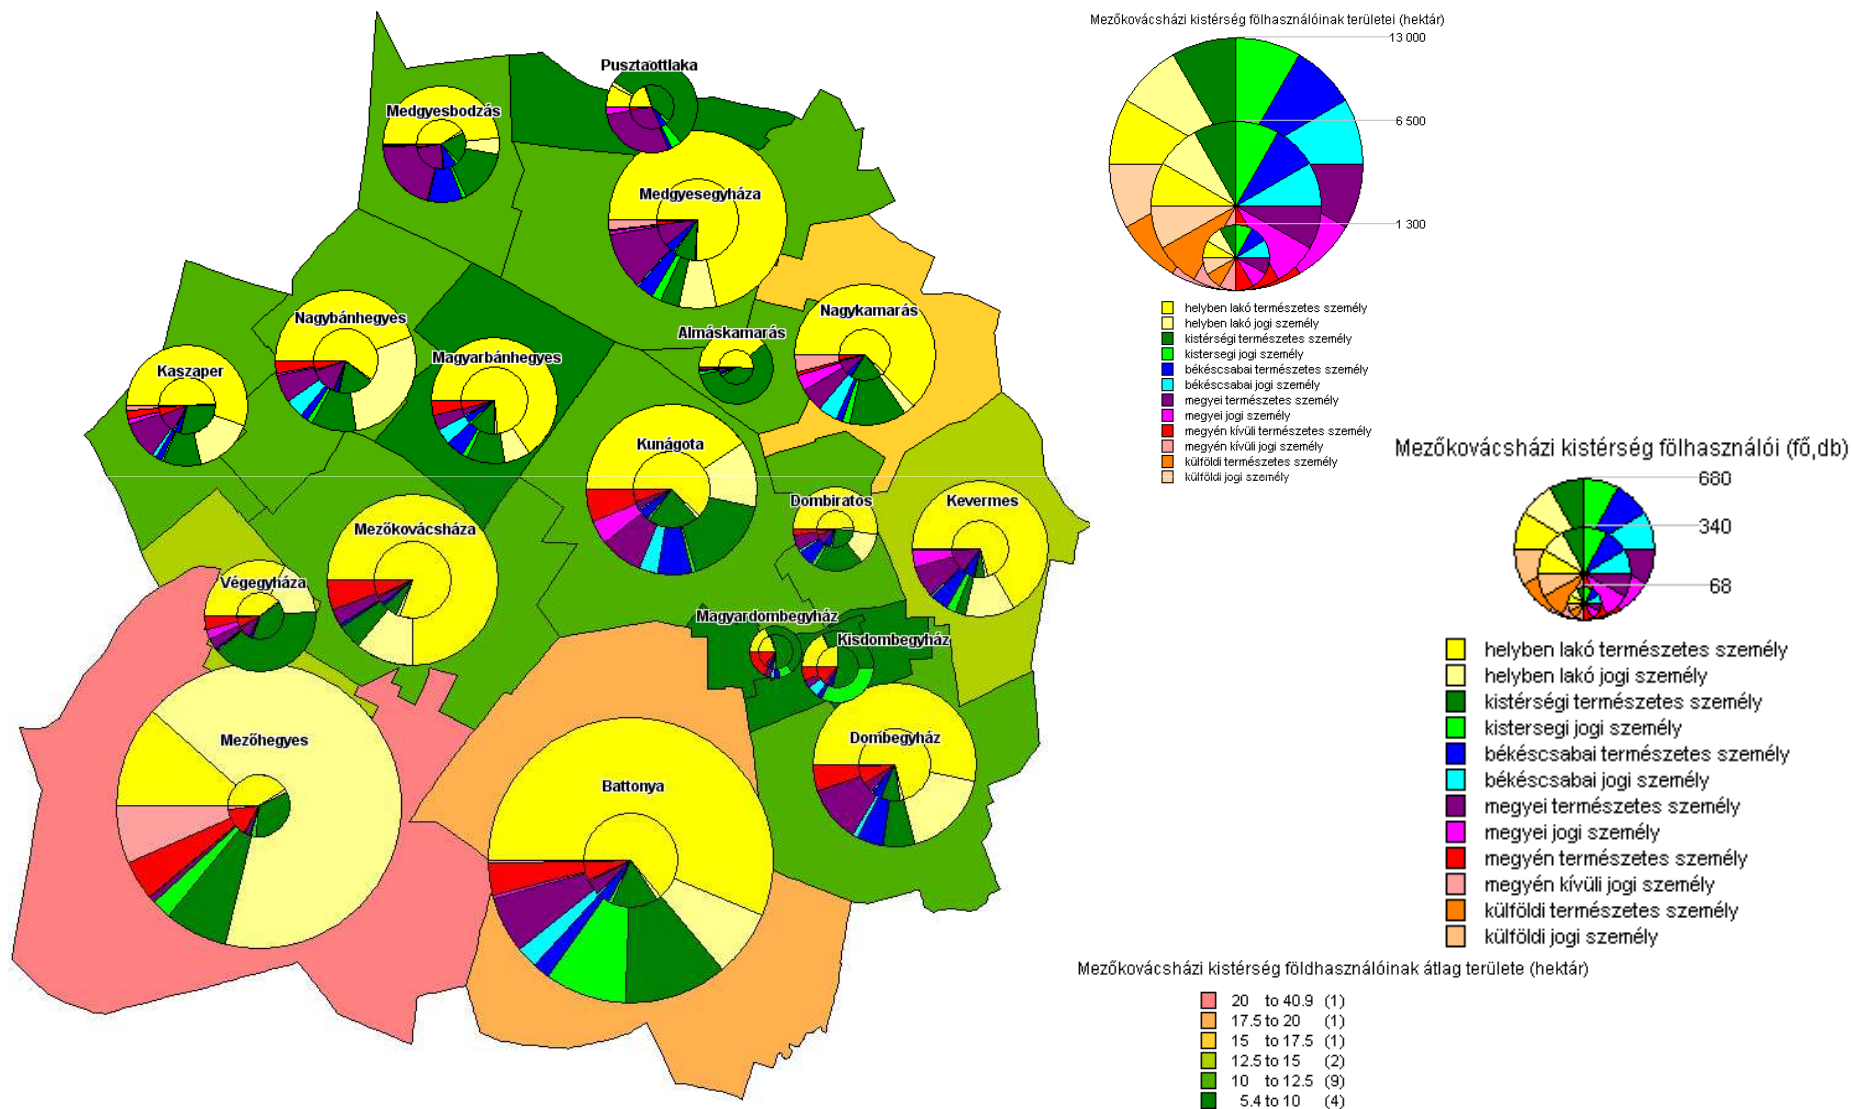 Mezőkovácsházi kistérség fölhasználóinak területei (hektár)
13 000
6 500
1 300
helyben lakó természetes személy
helyben lakó jogi személy
kistérségi természetes személy
kistersegi jogi személy
békéscsabai természetes személy
békéscsabai jogi személy
megyei természetes személy
megyei jogi személy
megyén kívüli természetes személy
megyén kívüli jogi személy
külföldi természetes személy
külföldi jogi személy
Pusztaottlaka
Medgyesbodzás
Medgyesegyháza
Nagybánhegyes
Nagykamarás
Almáskamarás
Magyarbánhegyes
Kaszaper
Kunágota
Dombiratos
Kevermes
Mezőkovácsháza
Végegyháza
Magyardombegyház
Kisdombegyház
Mezőhegyes
Dombegyház
Battonya
Mezőkovácsházi kistérség fölhasználói (fő,db)
680
340
68
helyben lakó természetes személy
helyben lakó jogi személy
kistérségi természetes személy
kistersegi jogi személy
békéscsabai természetes személy
békéscsabai jogi személy
megyei természetes személy
megyei jogi személy
megyén természetes személy
megyén kívüli jogi személy
külföldi természetes személy
külföldi jogi személy
Mezőkovácsházi kistérség földhasználóinak átlag területe (hektár)
20 to 40.9 (1)
17.5 to 20 (1)
15 to 17.5 (1)
12.5 to 15 (2)
10 to 12.5 (9)
5.4 to 10 (4)